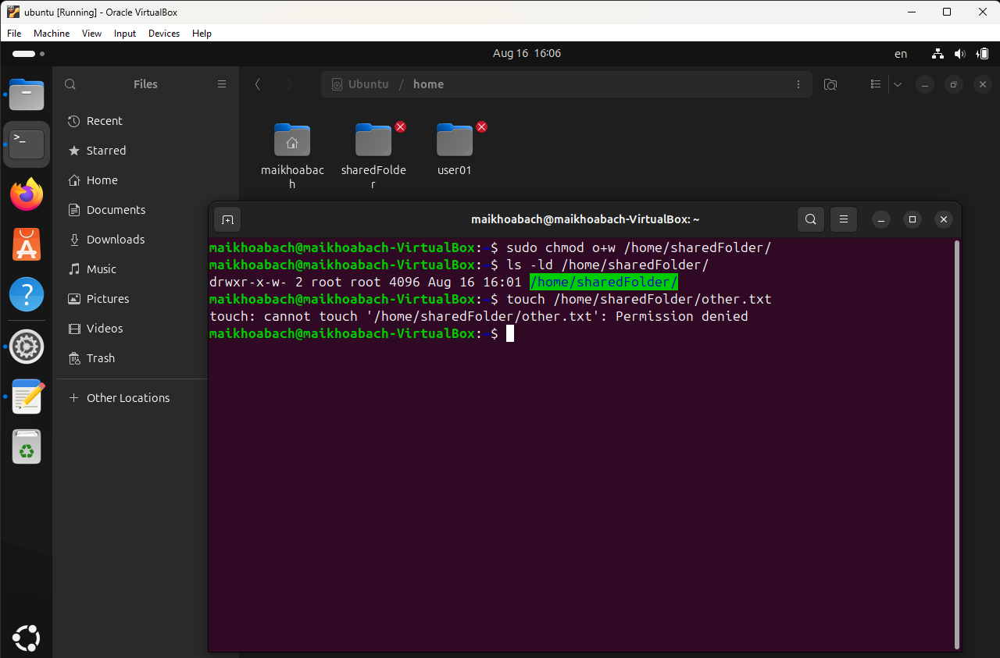 ubuntu [Running] - Oracle VirtualBox
File Machine View Input Devices Help
Aug 16 16:06
en
Files
Ubuntu / home
Recent
Starred
Home
Documents
Downloads
Music
Pictures
Videos
Trash
Other Locations
maikhoabac
h
sharedFolde
r
user01
maikhoabach@maikhoabach-VirtualBox: ~
maikhoabach@maikhoabach-VirtualBox:~$ sudo chmod o+w /home/sharedFolder/
maikhoabach@maikhoabach-VirtualBox:~$ ls -ld /home/sharedFolder/
drwxr-x-w- 2 root root 4096 Aug 16 16:01 /home/sharedFolder/
maikhoabach@maikhoabach-VirtualBox:~$ touch /home/sharedFolder/other.txt
touch: cannot touch '/home/sharedFolder/other.txt': Permission denied
maikhoabach@maikhoabach-VirtualBox:~$